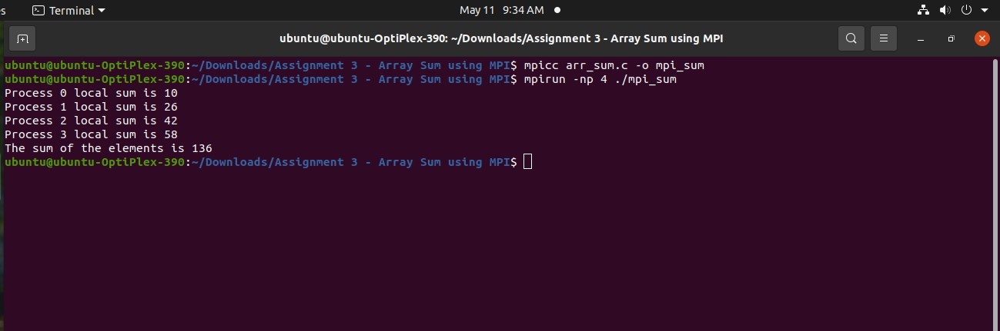 Terminal
May 11 9:34 AM
ubuntu@ubuntu-OptiPlex-390: ~/Downloads/Assignment 3 - Array Sum using MPI
ubuntu@ubuntu-OptiPlex-390:~/Downloads/Assignment 3 - Array Sum using MPI$ mpicc arr_sum.c -o mpi_sum
ubuntu@ubuntu-OptiPlex-390:~/Downloads/Assignment 3 - Array Sum using MPI$ mpirun -np 4 ./mpi_sum
Process 0 local sum is 10
Process 1 local sum is 26
Process 2 local sum is 42
Process 3 local sum is 58
The sum of the elements is 136
ubuntu@ubuntu-OptiPlex-390:~/Downloads/Assignment 3 - Array Sum using MPI$